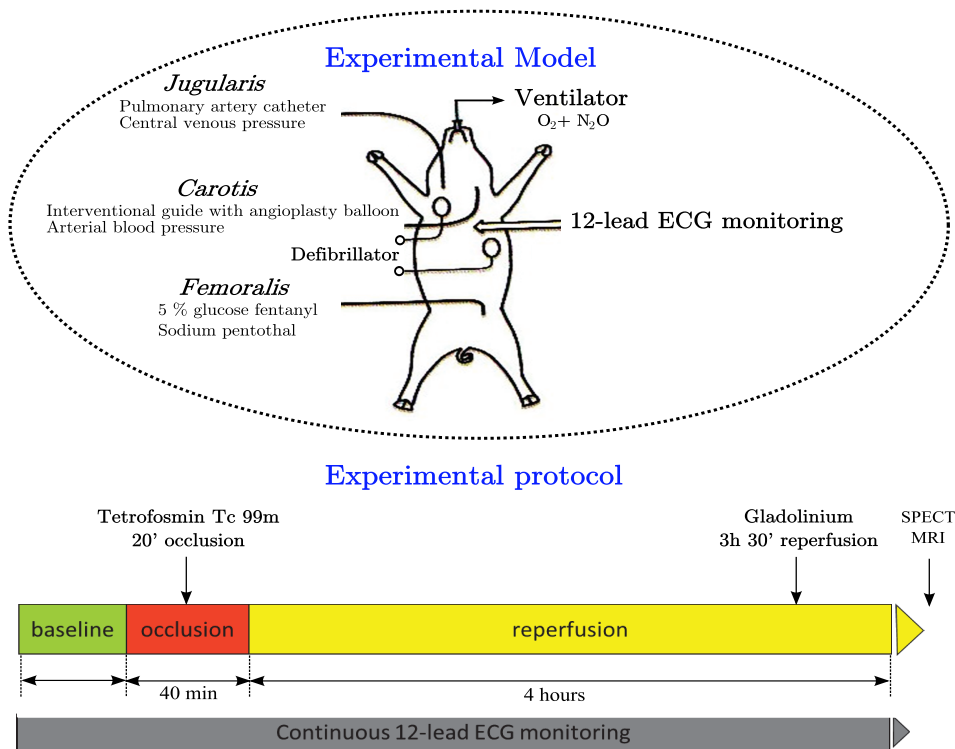 Experimental Model
Jugularis
Pulmonary artery catheter
Central venous pressure
Ventilator
O₂+ N₂O
Carotis
Interventional guide with angioplasty balloon
Arterial blood pressure
12-lead ECG monitoring
Defibrillator
Femoralis
5 % glucose fentanyl
Sodium pentothal
Experimental protocol
Tetrofosmin Tc 99m
20' occlusion
Gladolinium
3h 30' reperfusion
SPECT
MRI
baseline
occlusion
reperfusion
40 min
4 hours
Continuous 12-lead ECG monitoring